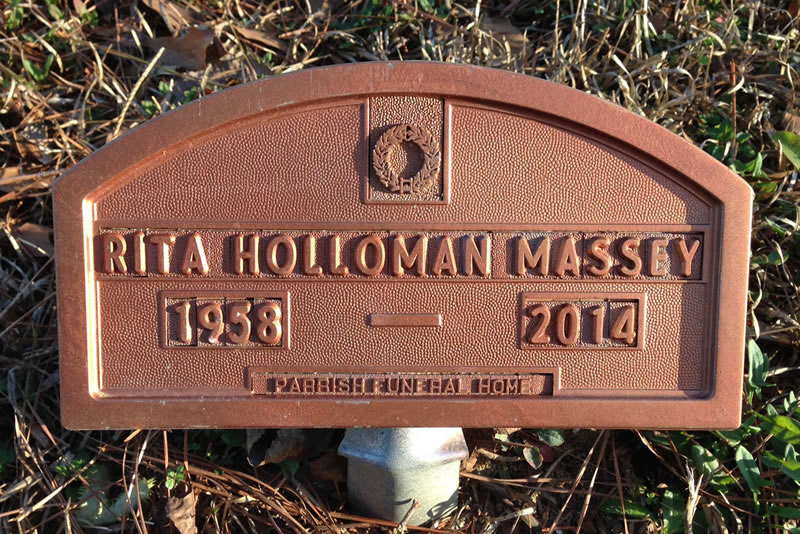 RITA HOLLOMAN MASSEY
1958 — 2014
PARRISH FUNERAL HOME